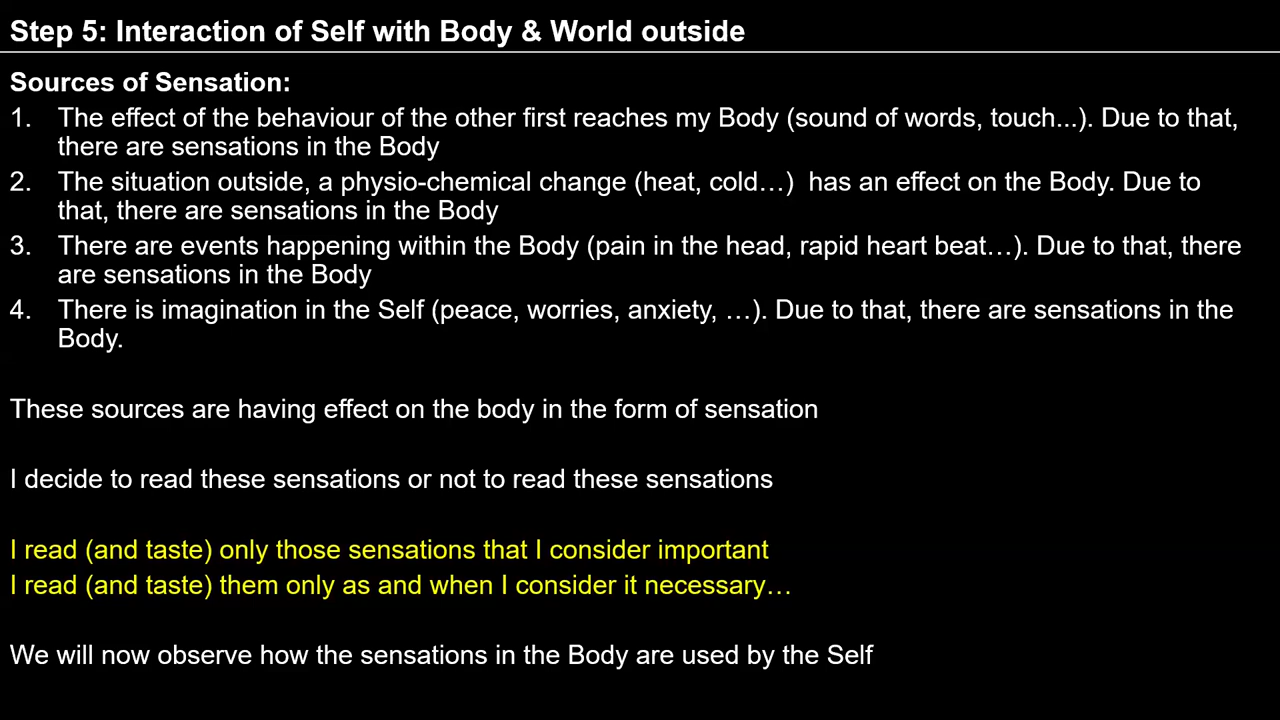 Step 5: Interaction of Self with Body & World outside
Sources of Sensation:
1. The effect of the behaviour of the other first reaches my Body (sound of words, touch...). Due to that,
there are sensations in the Body
2. The situation outside, a physio-chemical change (heat, cold…)  has an effect on the Body. Due to
that, there are sensations in the Body
3. There are events happening within the Body (pain in the head, rapid heart beat…). Due to that, there
are sensations in the Body
4. There is imagination in the Self (peace, worries, anxiety, …). Due to that, there are sensations in the
Body.
These sources are having effect on the body in the form of sensation
I decide to read these sensations or not to read these sensations
I read (and taste) only those sensations that I consider important
I read (and taste) them only as and when I consider it necessary…
We will now observe how the sensations in the Body are used by the Self